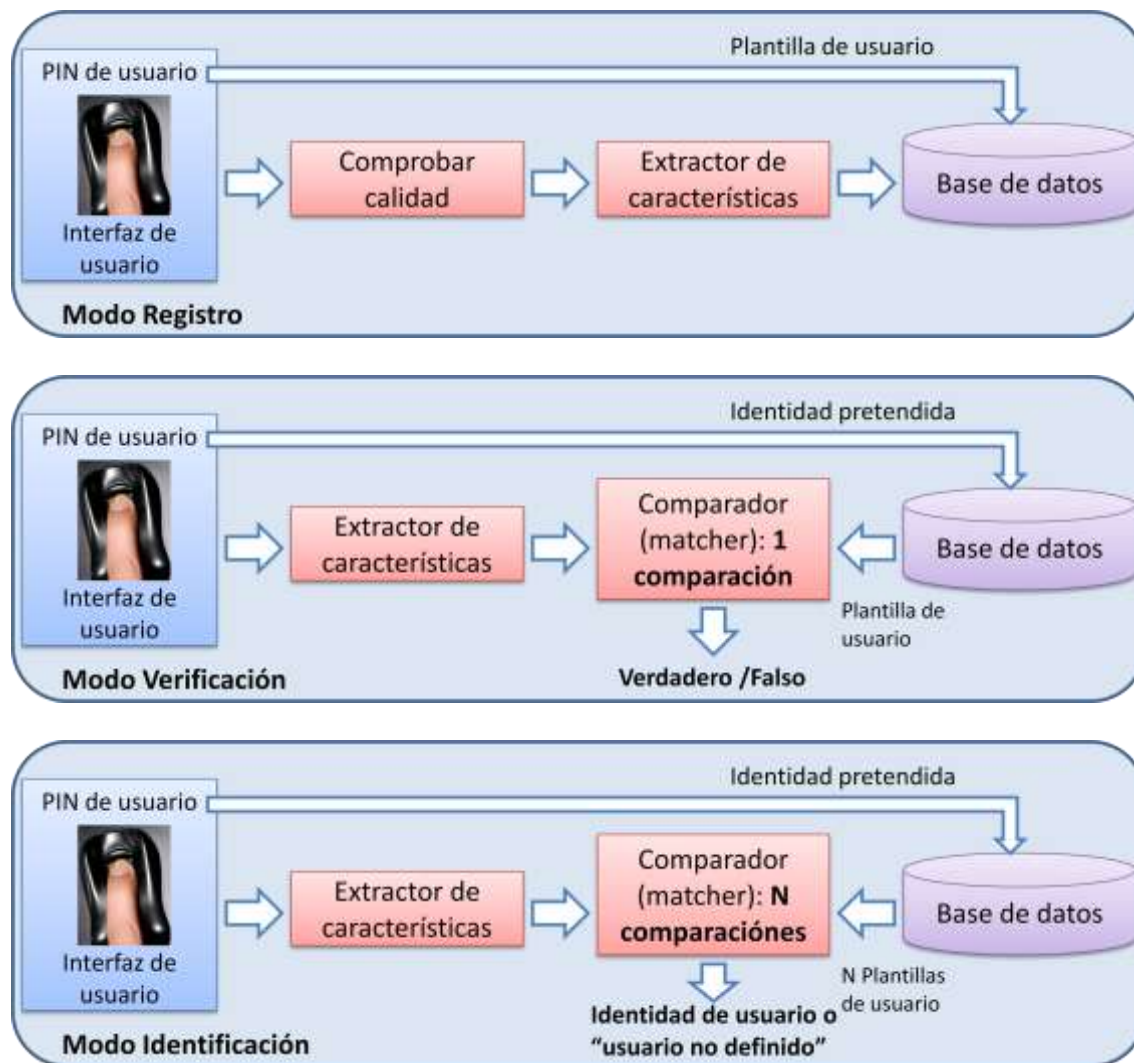 Plantilla de usuario
PIN de usuario
Interfaz de
usuario
Comprobar
calidad
Extractor de
características
Base de datos
Modo Registro
Identidad pretendida
PIN de usuario
Interfaz de
usuario
Extractor de
características
Comparador
(matcher): 1
comparación
Base de datos
Plantilla de
usuario
Verdadero /Falso
Modo Verificación
Identidad pretendida
PIN de usuario
Interfaz de
usuario
Extractor de
características
Comparador
(matcher): N
comparaciónes
Base de datos
N Plantillas
de usuario
Identidad de usuario o
“usuario no definido”
Modo Identificación